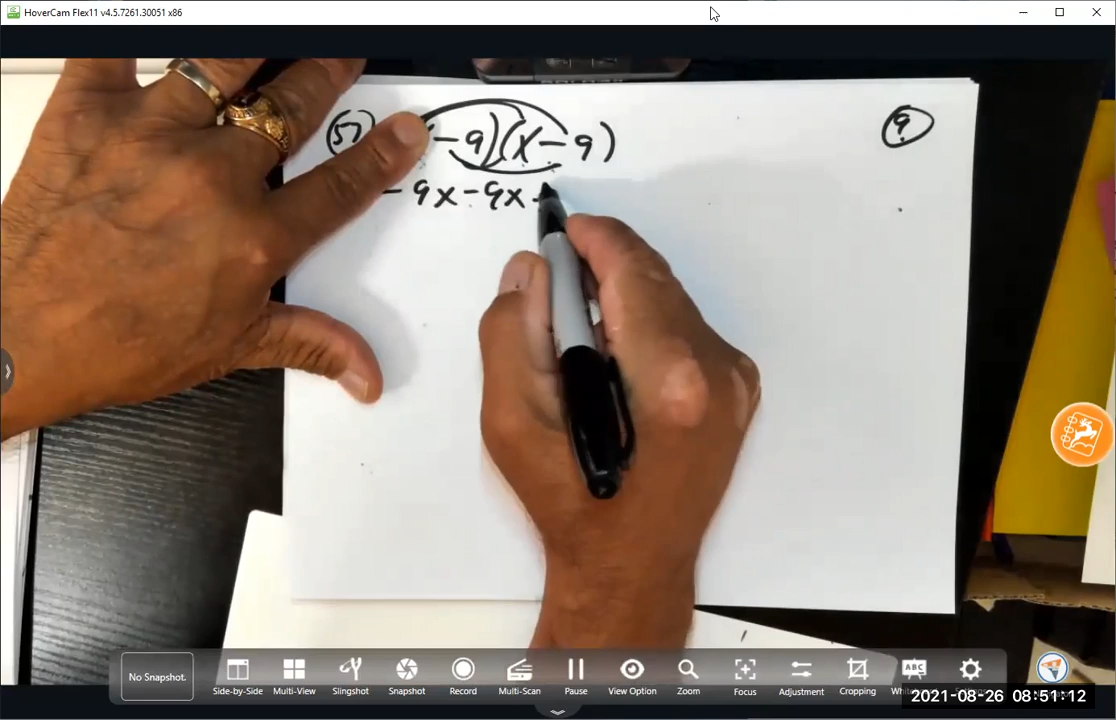 HoverCam Flex11 v4.5.7261.30051 x86
57 - 9)(x - 9) 9
- 9x - 9x
No Snapshot.
Side-by-Side Multi-View Slingshot Snapshot Record Multi-Scan Pause View Option Zoom Focus Adjustment Cropping ABC
2021-08-26 08:51:12